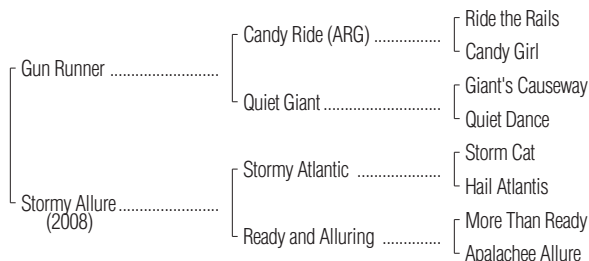 Ride the Rails
Candy Ride (ARG) ..................
Candy Girl
Gun Runner ........................
Giant's Causeway
Quiet Giant ..........................
Quiet Dance
Storm Cat
Stormy Atlantic ..................
Hail Atlantis
Stormy Allure ......................
(2008)
More Than Ready
Ready and Alluring ..............
Apalachee Allure